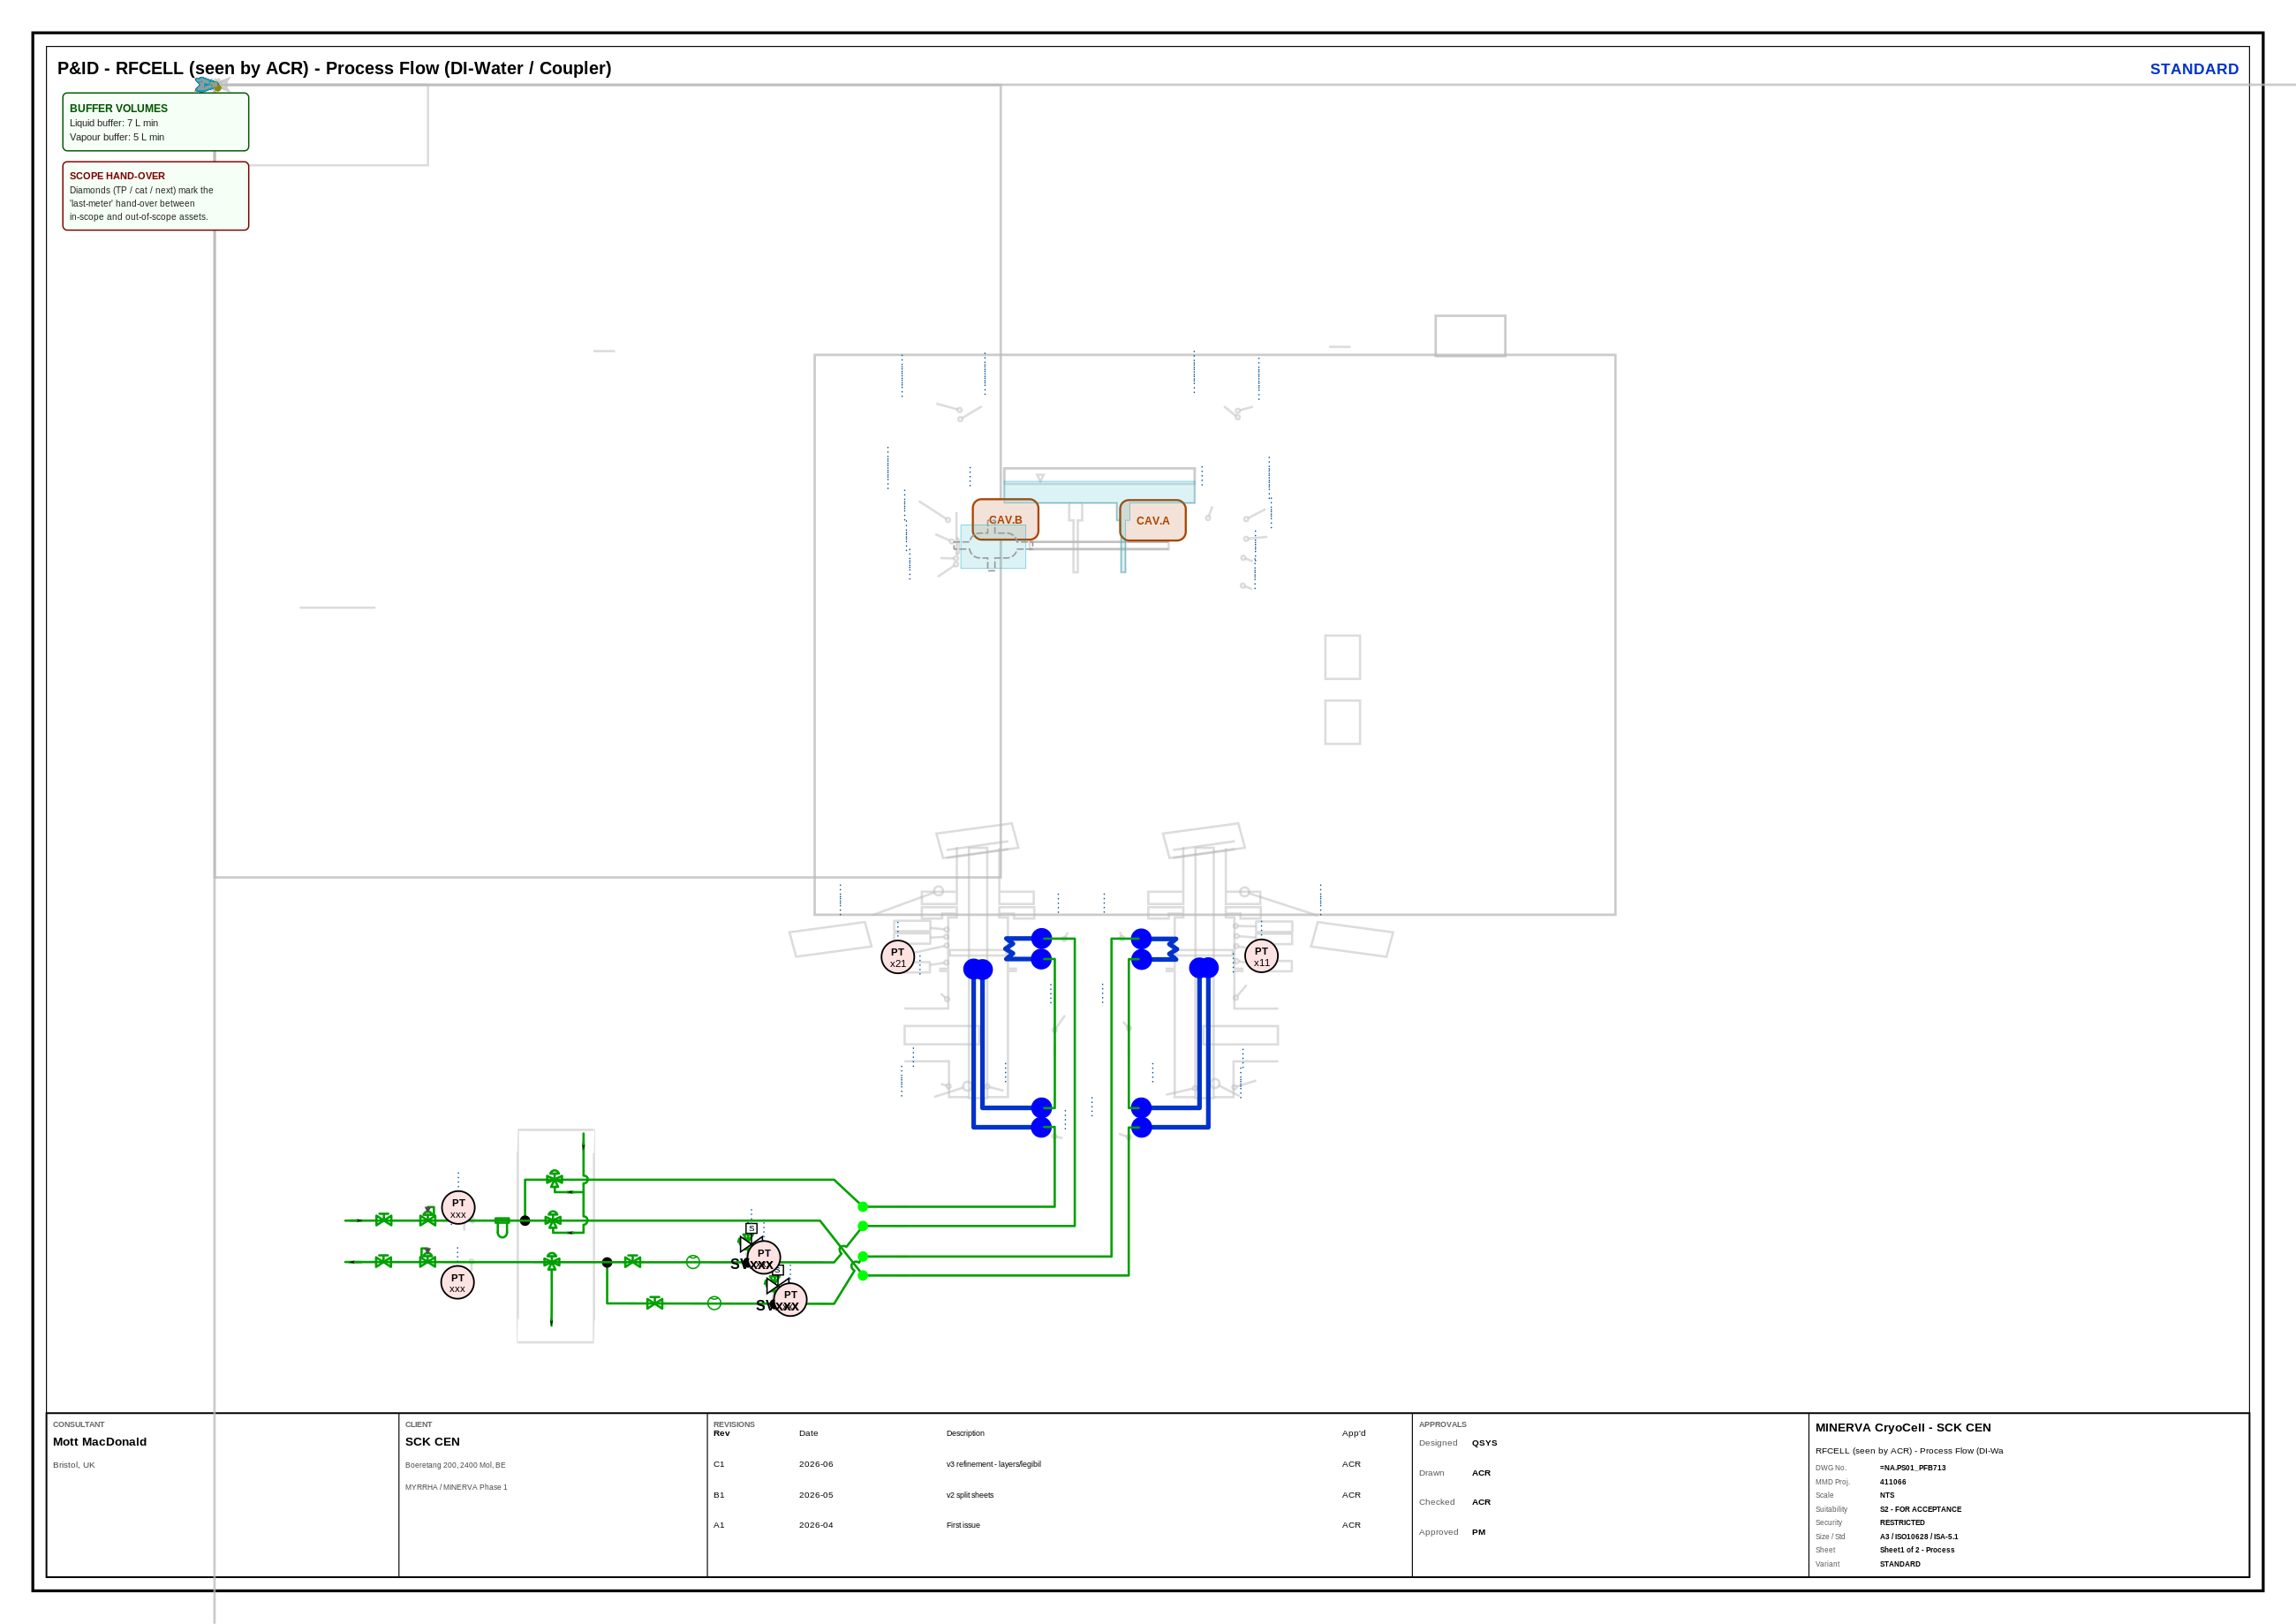 P&ID - RFCELL (seen by ACR) - Process Flow (DI-Water / Coupler)
STANDARD
BUFFER VOLUMES
Liquid buffer: 7 L min
Vapour buffer: 5 L min
SCOPE HAND-OVER
Diamonds (TP / cat / next) mark the
'last-meter' hand-over between
in-scope and out-of-scope assets.
CAV.B
CAV.A
PT
x21
PT
x11
PT
xxx
PT
xxx
S
PT
SVxxx
S
PT
SVxxx
CONSULTANT
Mott MacDonald
Bristol, UK
CLIENT
SCK CEN
Boeretang 200, 2400 Mol, BE
MYRRHA / MINERVA Phase 1
REVISIONS
Rev Date Description App'd
C1 2026-06 v3 refinement - layers/legibil ACR
B1 2026-05 v2 split sheets ACR
A1 2026-04 First issue ACR
APPROVALS
Designed QSYS
Drawn ACR
Checked ACR
Approved PM
MINERVA CryoCell - SCK CEN
RFCELL (seen by ACR) - Process Flow (DI-Wa
DWG No. =NA.PS01_PFB713
MMD Proj. 411066
Scale NTS
Suitability S2 - FOR ACCEPTANCE
Security RESTRICTED
Size / Std A3 / ISO10628 / ISA-5.1
Sheet Sheet1 of 2 - Process
Variant STANDARD